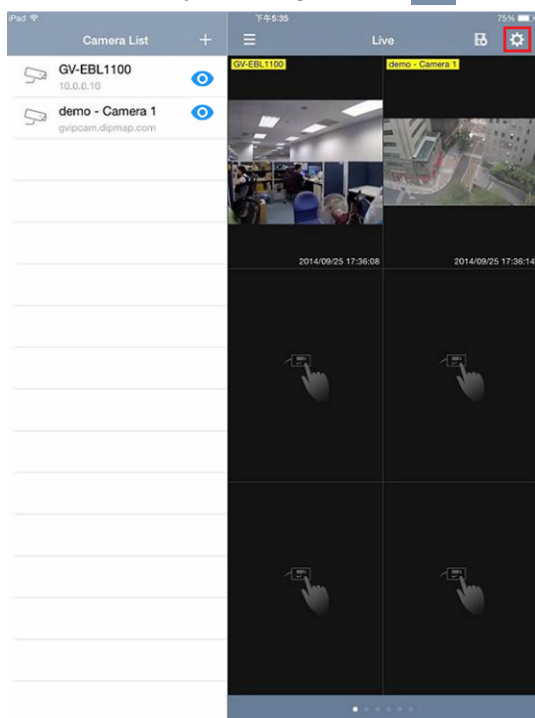 iPad 下午5:35 75%
Camera List + Live
GV-EBL1100
10.0.0.10
demo - Camera 1
gvipcam.dipmap.com
GV-EBL1100
demo - Camera 1
2014/09/25 17:36:08
2014/09/25 17:36:14